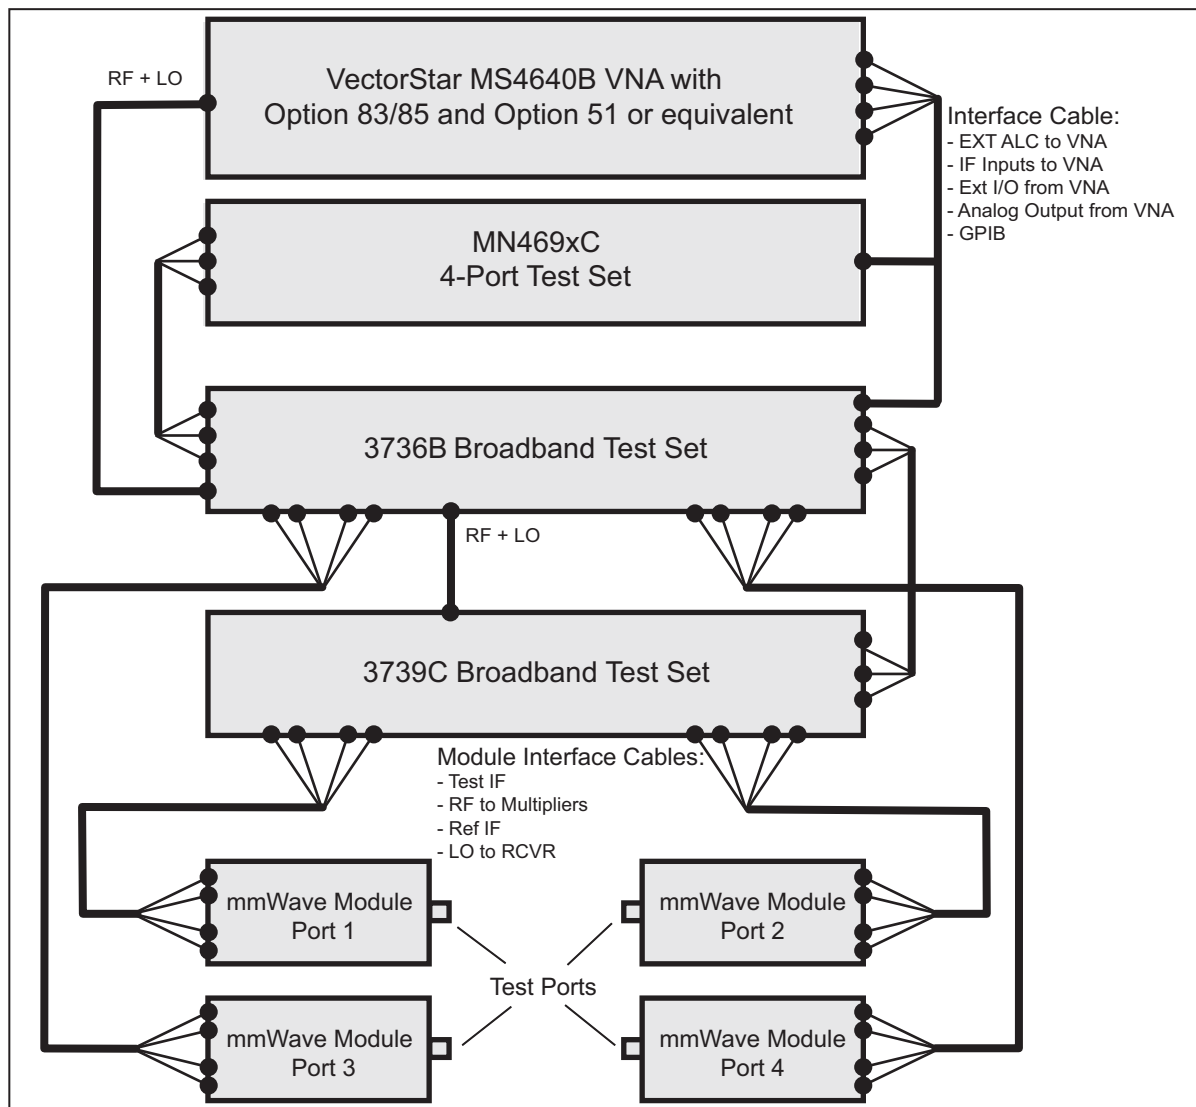 RF + LO
VectorStar MS4640B VNA with
Option 83/85 and Option 51 or equivalent
Interface Cable:
- EXT ALC to VNA
- IF Inputs to VNA
- Ext I/O from VNA
- Analog Output from VNA
- GPIB
MN469xC
4-Port Test Set
3736B Broadband Test Set
RF + LO
3739C Broadband Test Set
Module Interface Cables:
- Test IF
- RF to Multipliers
- Ref IF
- LO to RCVR
mmWave Module
Port 1
mmWave Module
Port 2
Test Ports
mmWave Module
Port 3
mmWave Module
Port 4